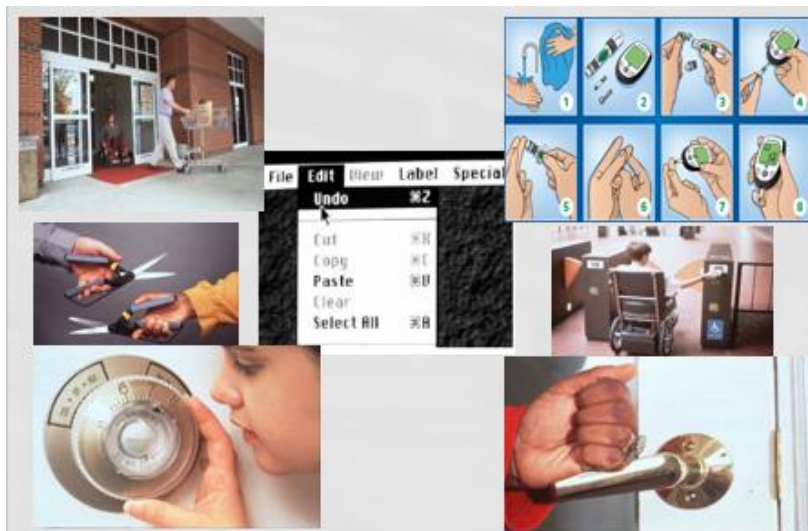 1 2 3 4
File Edit View Label Special
Undo ⌘Z
Cut ⌘X
Copy ⌘C
Paste ⌘V
Clear
Select All ⌘A
5 6 7 8